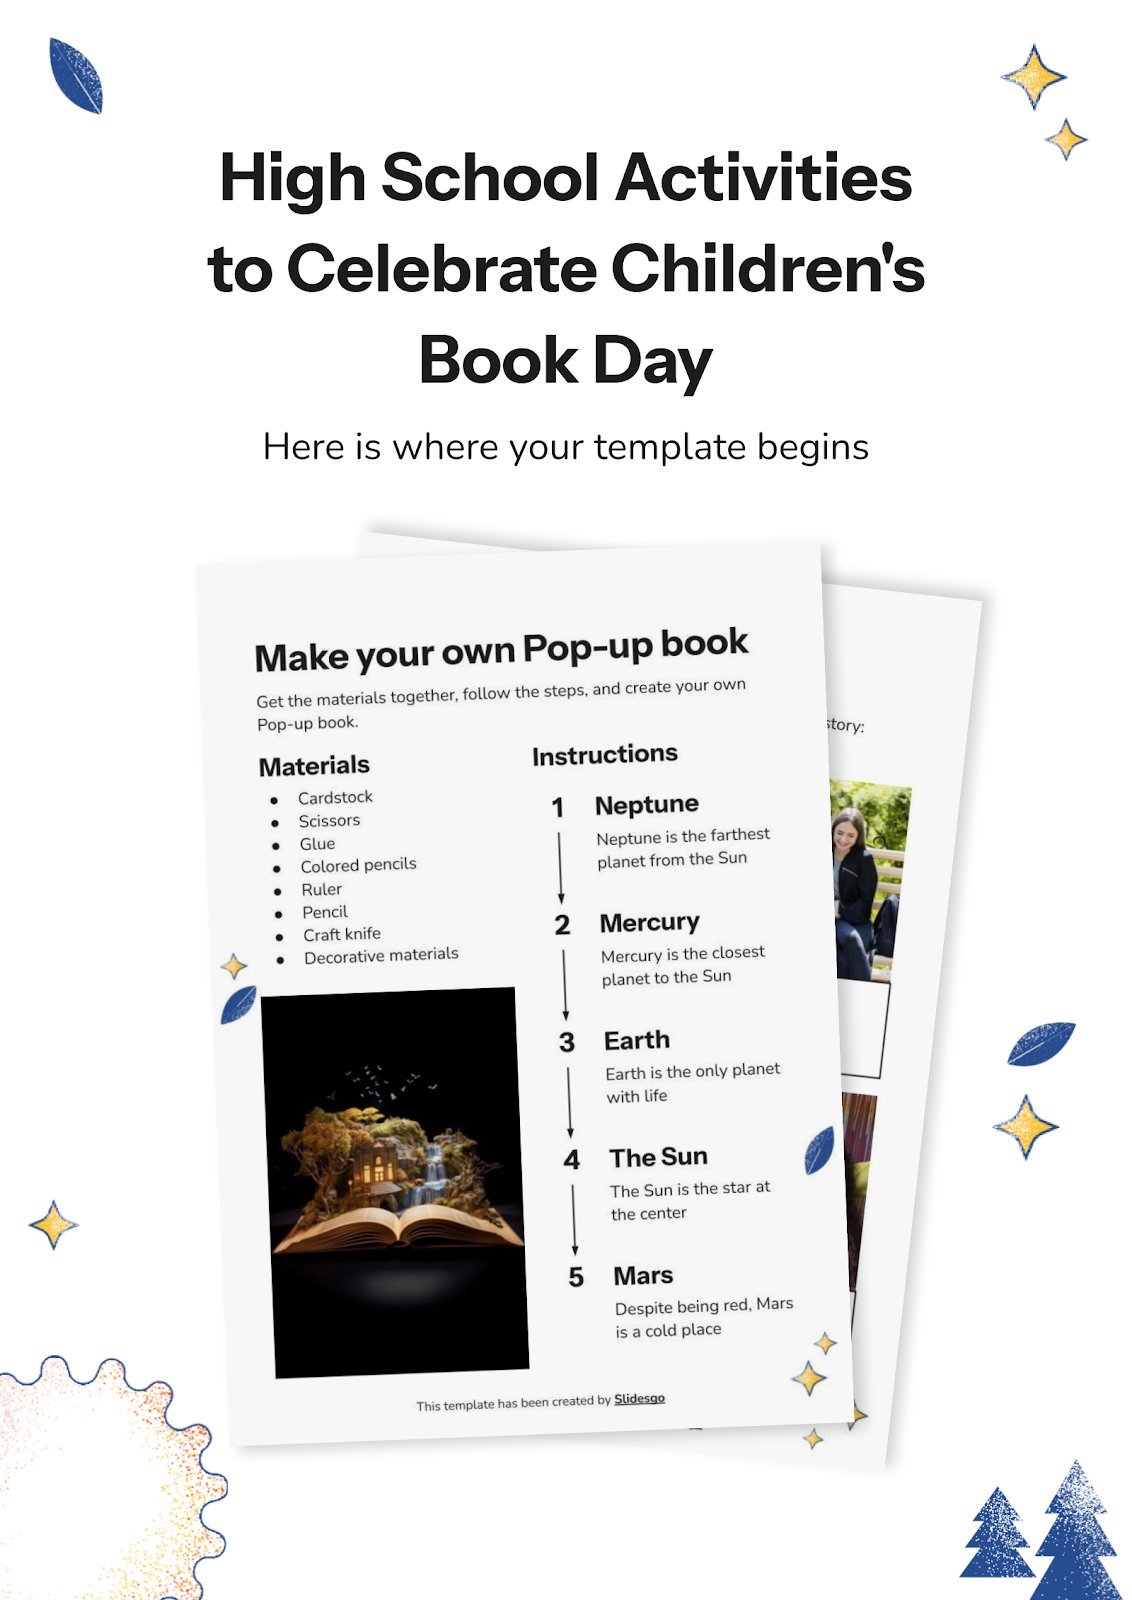 High School Activities
to Celebrate Children's
Book Day
Here is where your template begins
Make your own Pop-up book
Get the materials together, follow the steps, and create your own
Pop-up book.
Materials
● Cardstock
● Scissors
● Glue
● Colored pencils
● Ruler
● Pencil
● Craft knife
● Decorative materials
Instructions
1 Neptune
Neptune is the farthest
planet from the Sun
2 Mercury
Mercury is the closest
planet to the Sun
3 Earth
Earth is the only planet
with life
4 The Sun
The Sun is the star at
the center
5 Mars
Despite being red, Mars
is a cold place
This template has been created by Slidesgo
story: